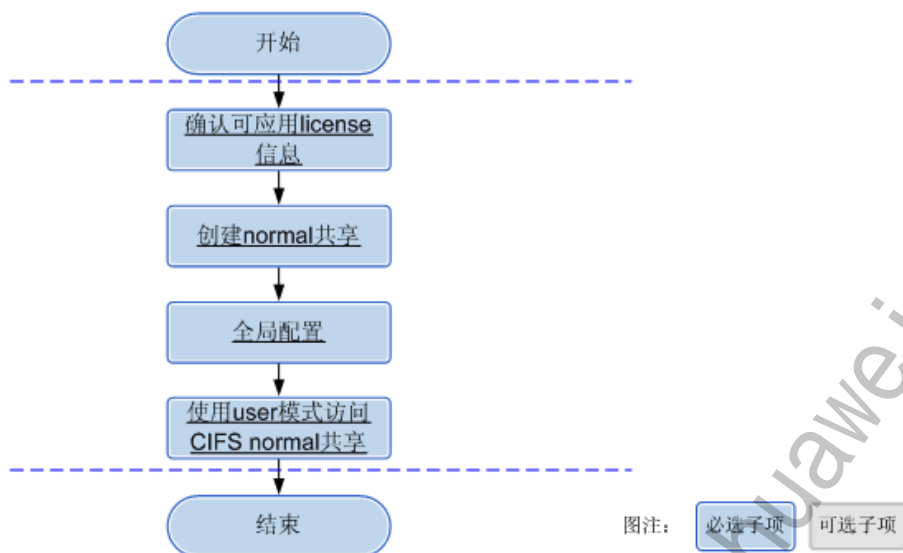 开始
确认可应用license
信息
创建normal共享
全局配置
使用user模式访问
CIFS normal共享
结束
图注： 必选子项 可选子项
huawei